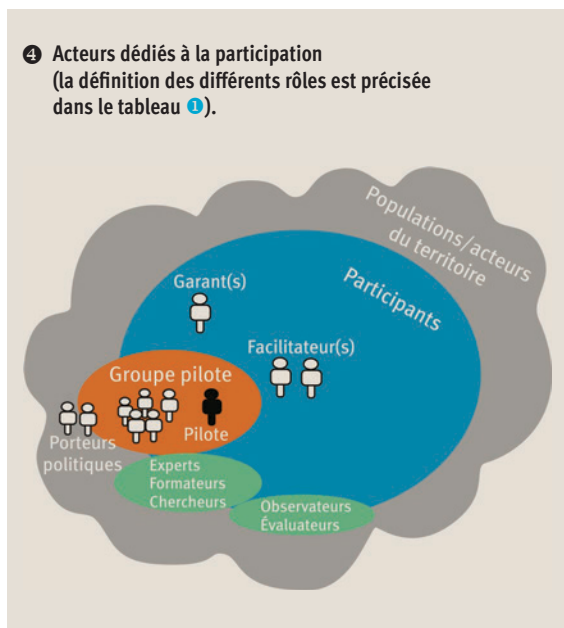 ❹ Acteurs dédiés à la participation
(la définition des différents rôles est précisée
dans le tableau ❶).
Populations/acteurs
du territoire
Participants
Garant(s)
Facilitateur(s)
Groupe pilote
Pilote
Porteurs
politiques
Experts
Formateurs
Chercheurs
Observateurs
Évaluateurs